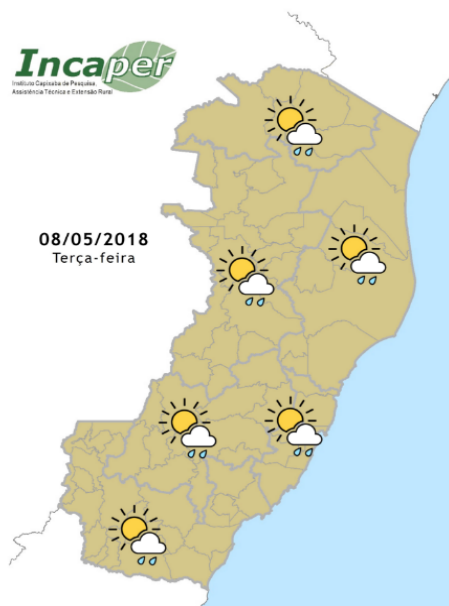 Incaper
Instituto Capixaba de Pesquisa,
Assistência Técnica e Extensão Rural
08/05/2018
Terça-feira